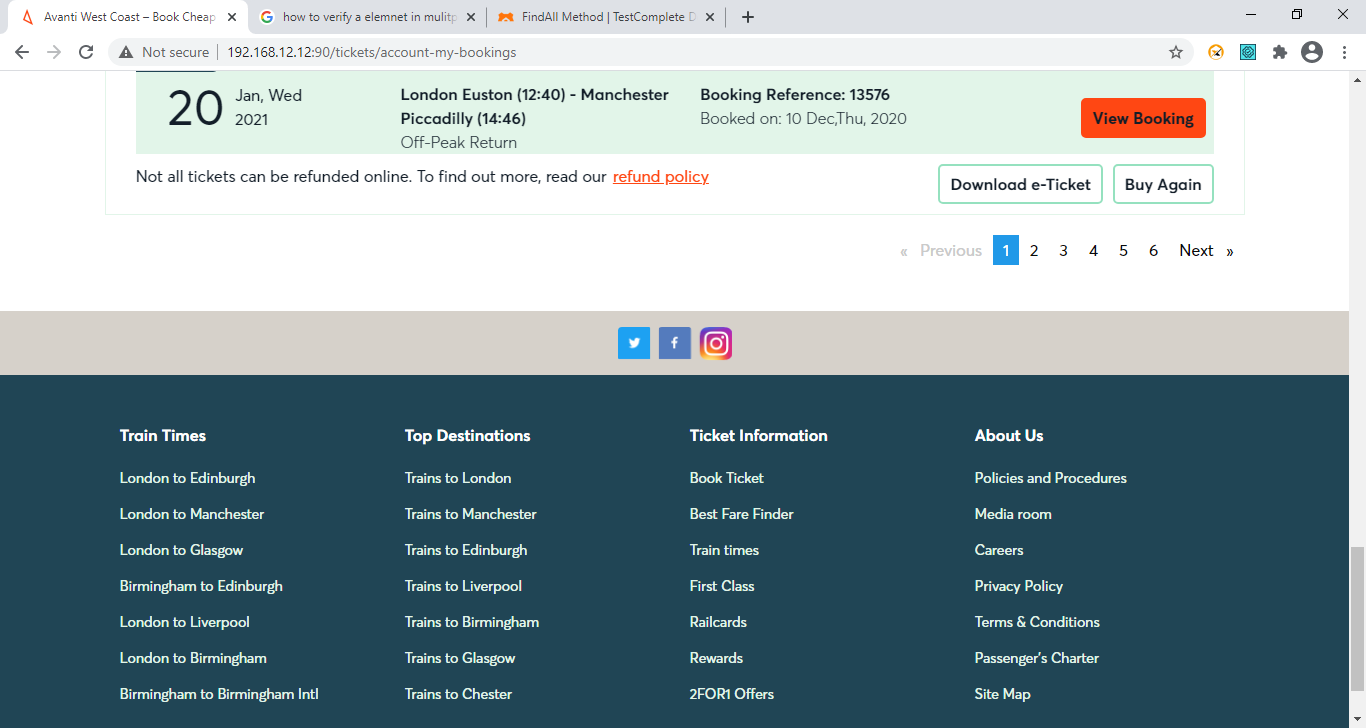 Avanti West Coast – Book Cheap
how to verify a elemnet in mulitp
FindAll Method | TestComplete D
Not secure
192.168.12.12:90/tickets/account-my-bookings
20
Jan, Wed
2021
London Euston (12:40) - Manchester
Piccadilly (14:46)
Off-Peak Return
Booking Reference: 13576
Booked on: 10 Dec,Thu, 2020
View Booking
Not all tickets can be refunded online. To find out more, read our refund policy
Download e-Ticket
Buy Again
« Previous 1 2 3 4 5 6 Next »
Train Times
London to Edinburgh
London to Manchester
London to Glasgow
Birmingham to Edinburgh
London to Liverpool
London to Birmingham
Birmingham to Birmingham Intl
Top Destinations
Trains to London
Trains to Manchester
Trains to Edinburgh
Trains to Liverpool
Trains to Birmingham
Trains to Glasgow
Trains to Chester
Ticket Information
Book Ticket
Best Fare Finder
Train times
First Class
Railcards
Rewards
2FOR1 Offers
About Us
Policies and Procedures
Media room
Careers
Privacy Policy
Terms & Conditions
Passenger's Charter
Site Map